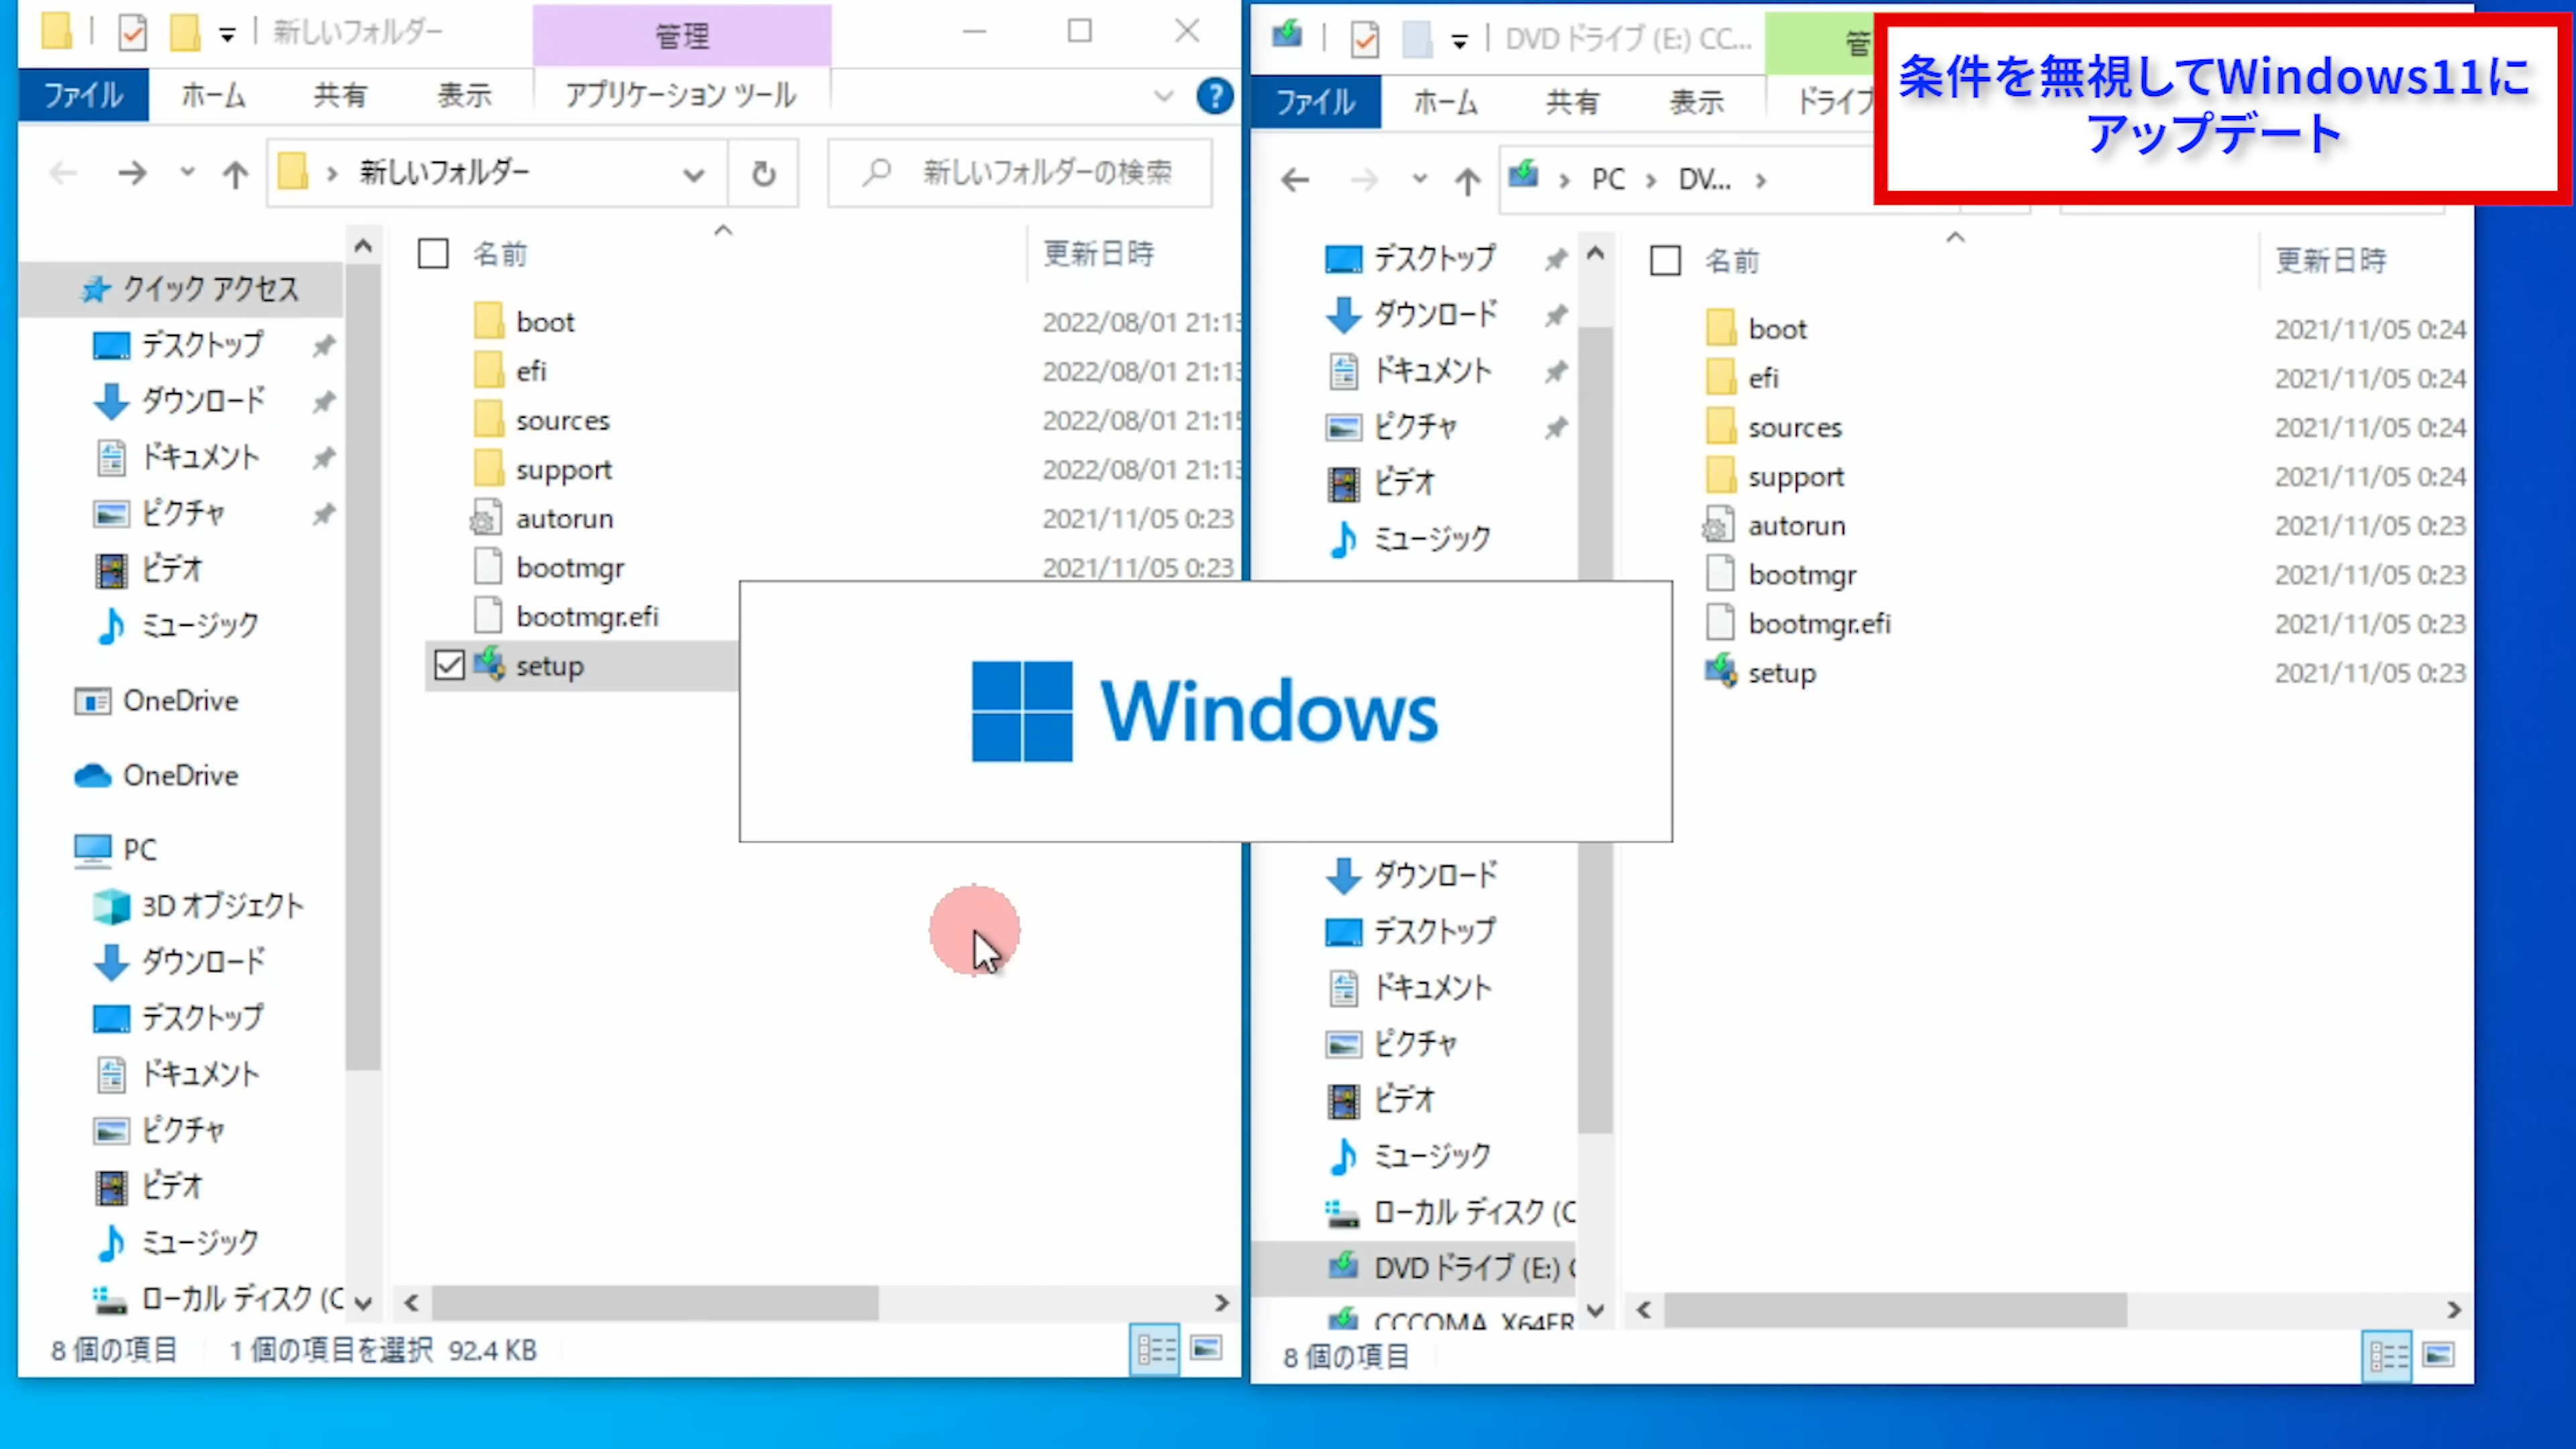 新しいフォルダー
管理
ファイル
ホーム
共有
表示
アプリケーション ツール
新しいフォルダー
新しいフォルダーの検索
名前
更新日時
クイック アクセス
デスクトップ
ダウンロード
ドキュメント
ピクチャ
ビデオ
ミュージック
OneDrive
OneDrive
PC
3D オブジェクト
ダウンロード
デスクトップ
ドキュメント
ピクチャ
ビデオ
ミュージック
ローカル ディスク (C
boot 2022/08/01 21:13
efi 2022/08/01 21:13
sources 2022/08/01 21:15
support 2022/08/01 21:13
autorun 2021/11/05 0:23
bootmgr 2021/11/05 0:23
bootmgr.efi
setup
8 個の項目
1 個の項目を選択 92.4 KB
Windows
DVD ドライブ (E:) CC...
管
条件を無視してWindows11に
アップデート
ファイル
ホーム
共有
表示
ドライブ
PC
DV...
名前
更新日時
デスクトップ
ダウンロード
ドキュメント
ピクチャ
ビデオ
ミュージック
ダウンロード
デスクトップ
ドキュメント
ピクチャ
ビデオ
ミュージック
ローカル ディスク (C
DVD ドライブ (E:) C
CCCOMA_X64FR
boot 2021/11/05 0:24
efi 2021/11/05 0:24
sources 2021/11/05 0:24
support 2021/11/05 0:24
autorun 2021/11/05 0:23
bootmgr 2021/11/05 0:23
bootmgr.efi 2021/11/05 0:23
setup 2021/11/05 0:23
8 個の項目